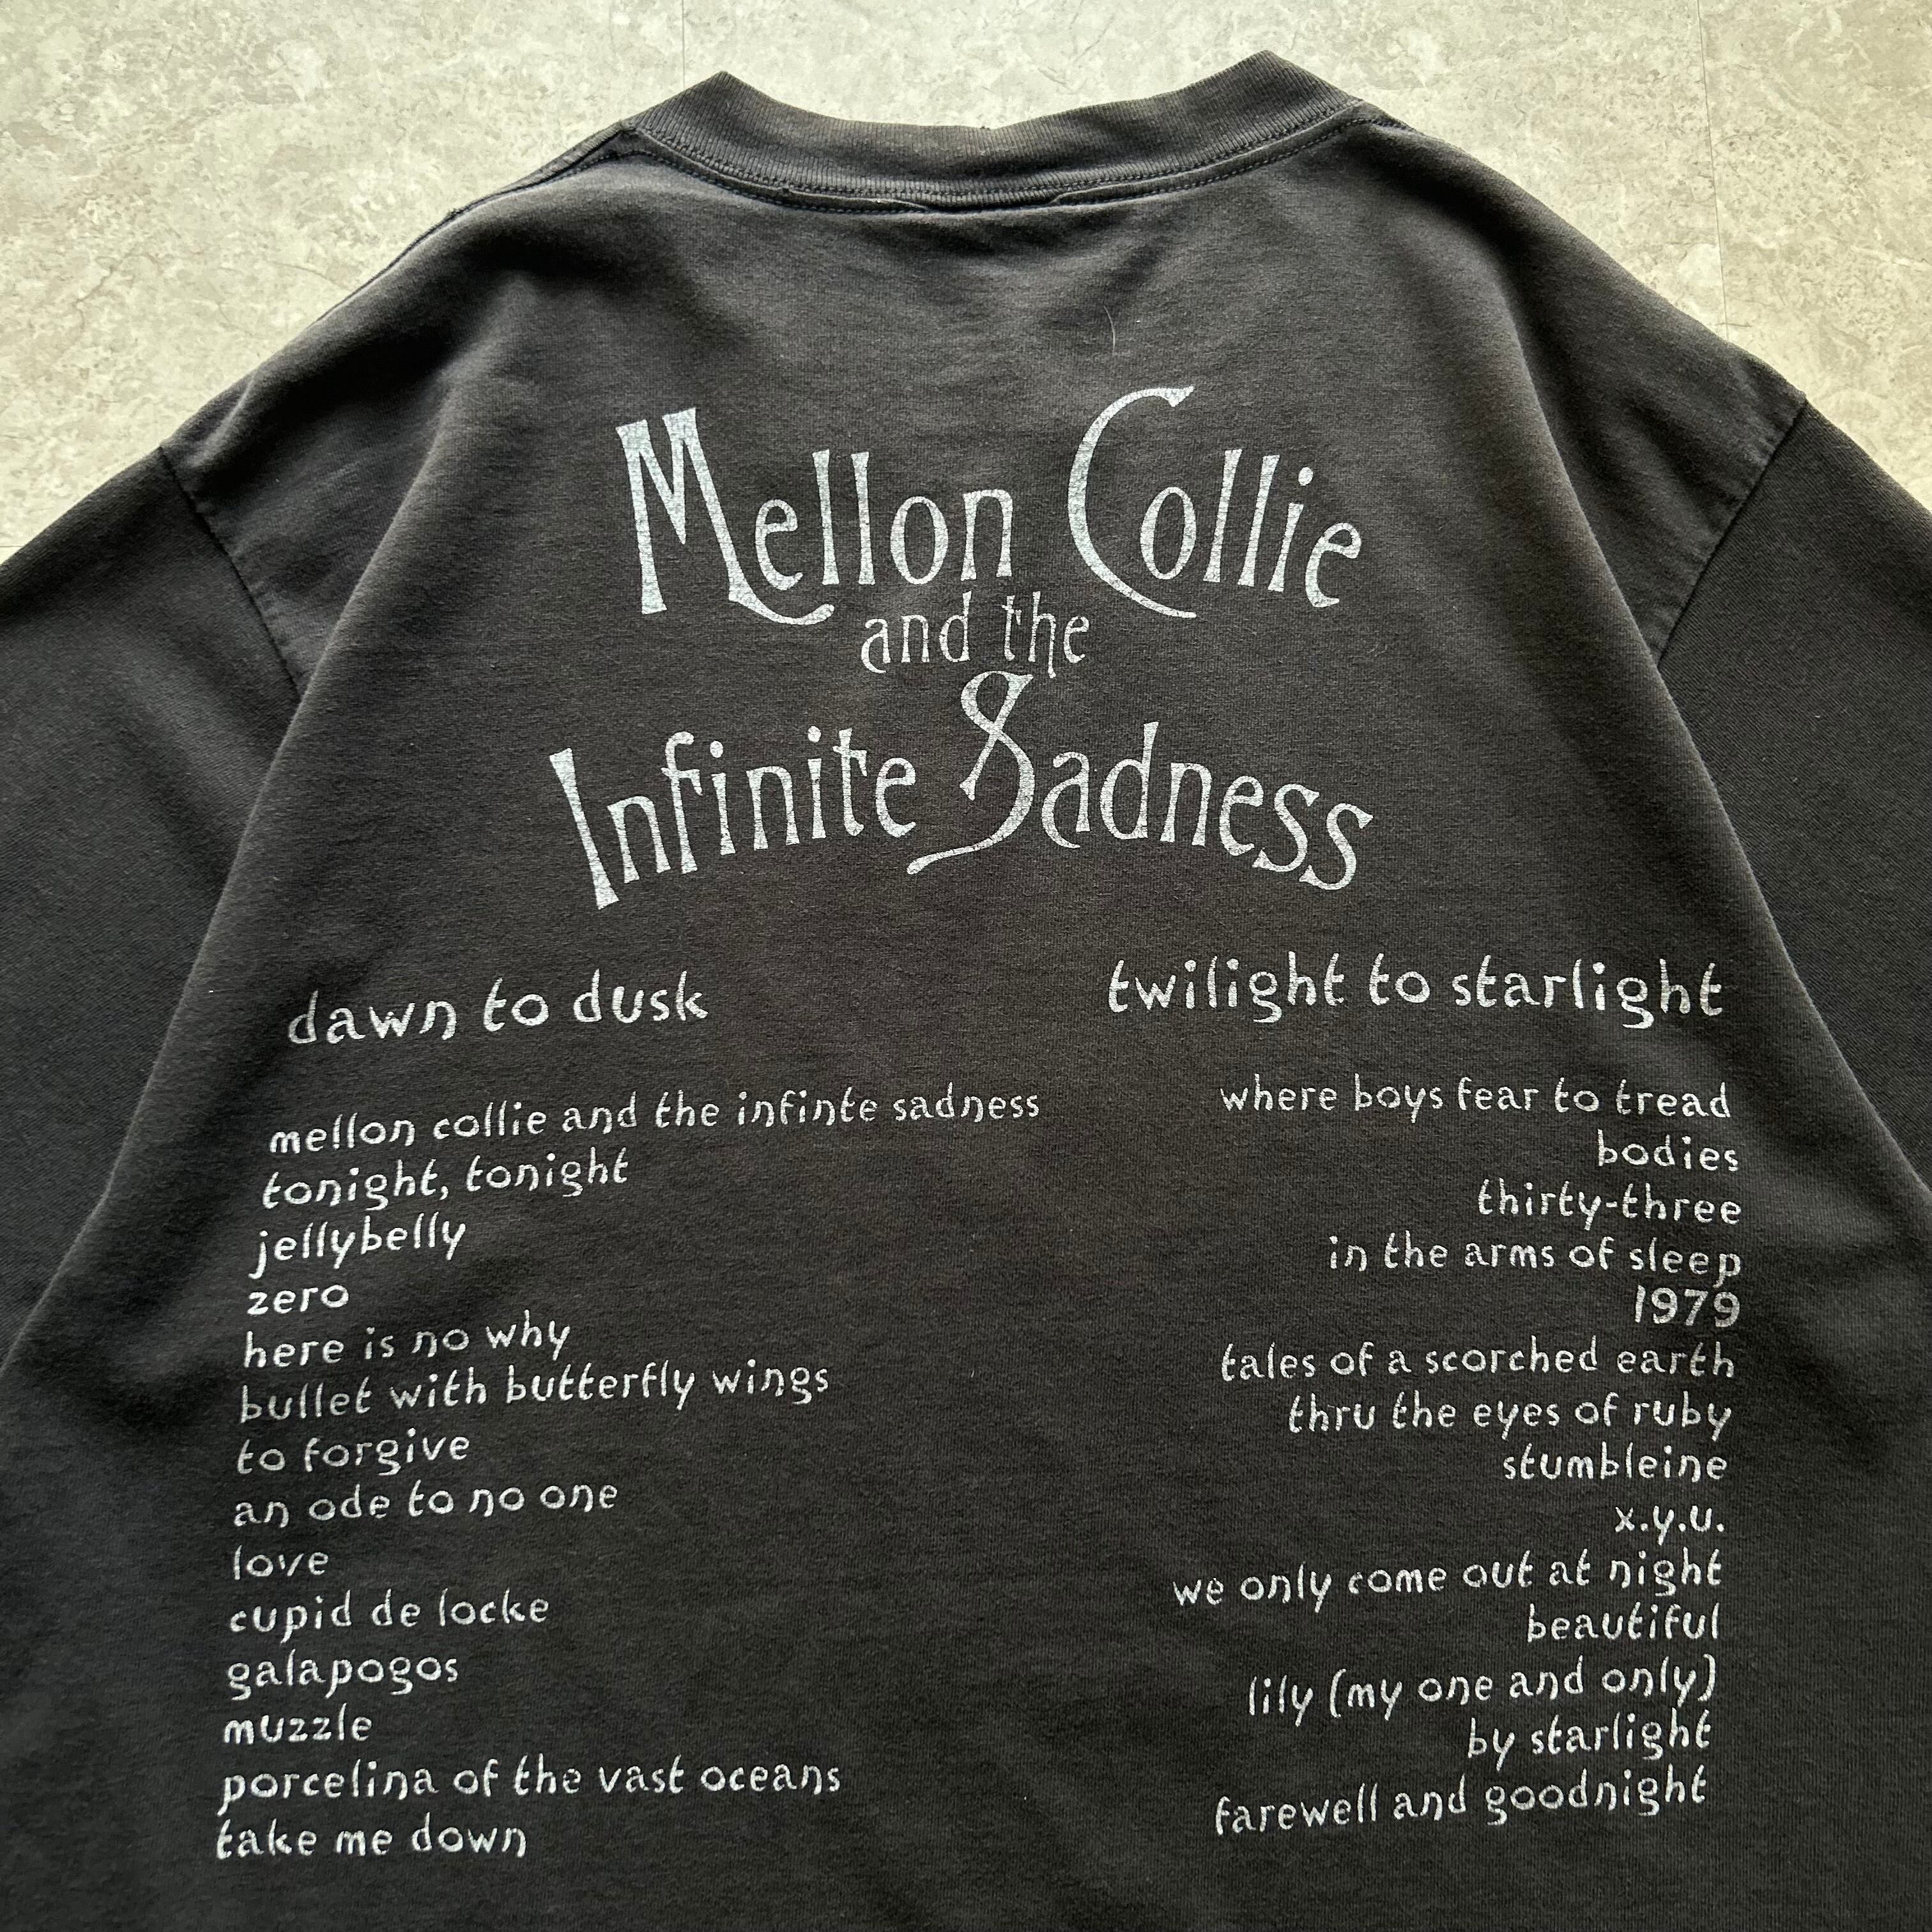 Mellon Collie
and the
Infinite Sadness
dawn to dusk
mellon collie and the infinte sadness
tonight, tonight
jellybelly
zero
here is no why
bullet with butterfly wings
to forgive
an ode to no one
love
cupid de locke
galapogos
muzzle
porcelina of the vast oceans
take me down
twilight to starlight
where boys fear to tread
bodies
thirty-three
in the arms of sleep
1979
tales of a scorched earth
thru the eyes of ruby
stumbleine
x.y.u.
we only come out at night
beautiful
lily (my one and only)
by starlight
farewell and goodnight